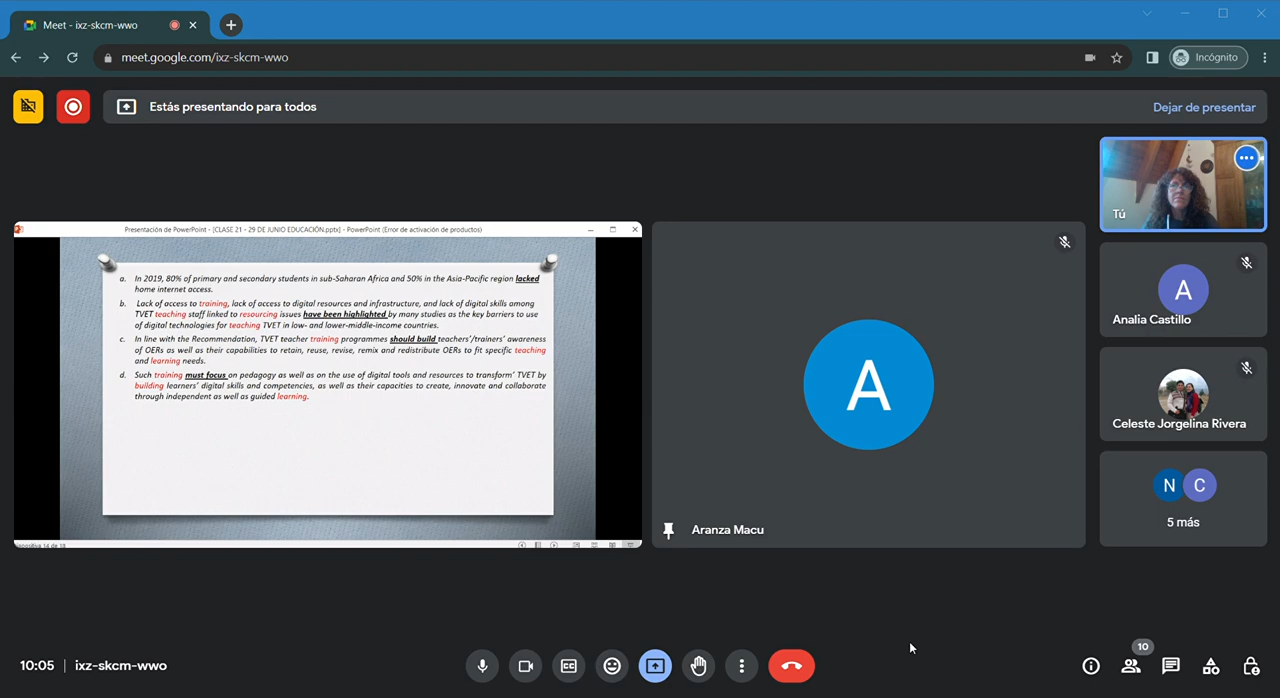 Meet - ixz-skcm-wwo
meet.google.com/ixz-skcm-wwo
Incógnito
Estás presentando para todos
Dejar de presentar
Presentación de PowerPoint - [CLASE 21 - 29 DE JUNIO EDUCACIÓN.pptx] - PowerPoint (Error de activación de productos)
a. In 2019, 80% of primary and secondary students in sub-Saharan Africa and 50% in the Asia-Pacific region lacked
home internet access.
b. Lack of access to training, lack of access to digital resources and infrastructure, and lack of digital skills among
TVET teaching staff linked to resourcing issues have been highlighted by many studies as the key barriers to use
of digital technologies for teaching TVET in low- and lower-middle-income countries.
c. In line with the Recommendation, TVET teacher training programmes should build teachers'/trainers' awareness
of OERs as well as their capabilities to retain, reuse, revise, remix and redistribute OERs to fit specific teaching
and learning needs.
d. Such training must focus on pedagogy as well as on the use of digital tools and resources to transform' TVET by
building learners' digital skills and competencies, as well as their capacities to create, innovate and collaborate
through independent as well as guided learning.
A
Aranza Macu
Tú
A
Analia Castillo
Celeste Jorgelina Rivera
N C
5 más
10:05 | ixz-skcm-wwo
10